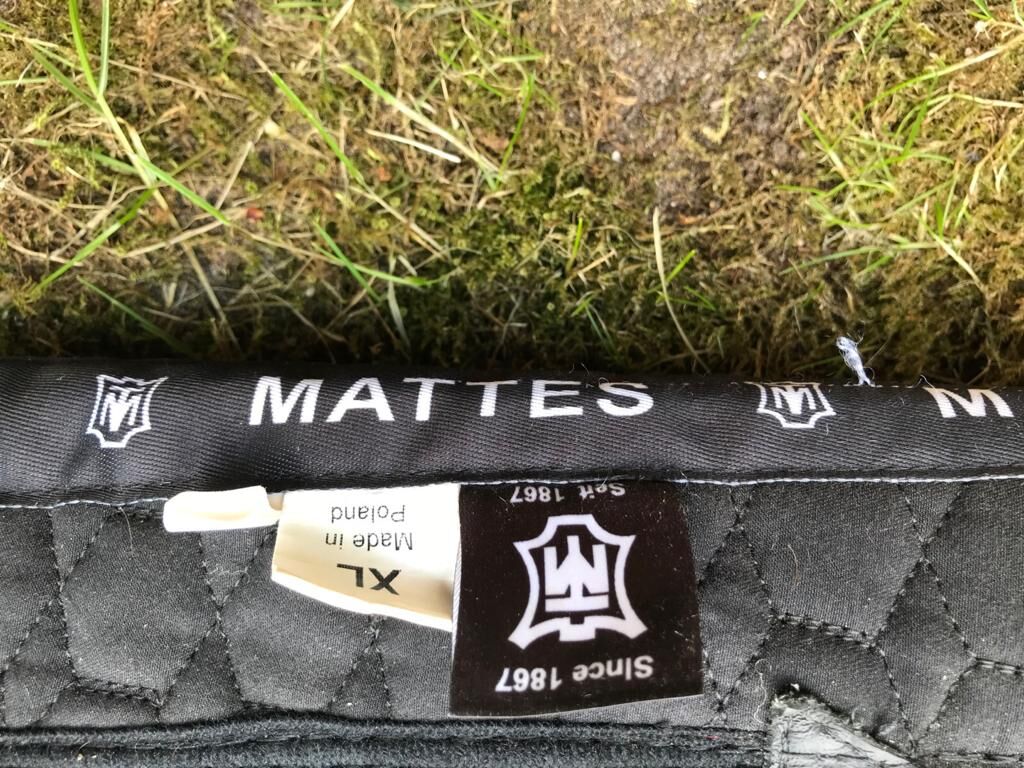 MATTES M
Seit 1867
Since 1867
XL
Made in
Poland